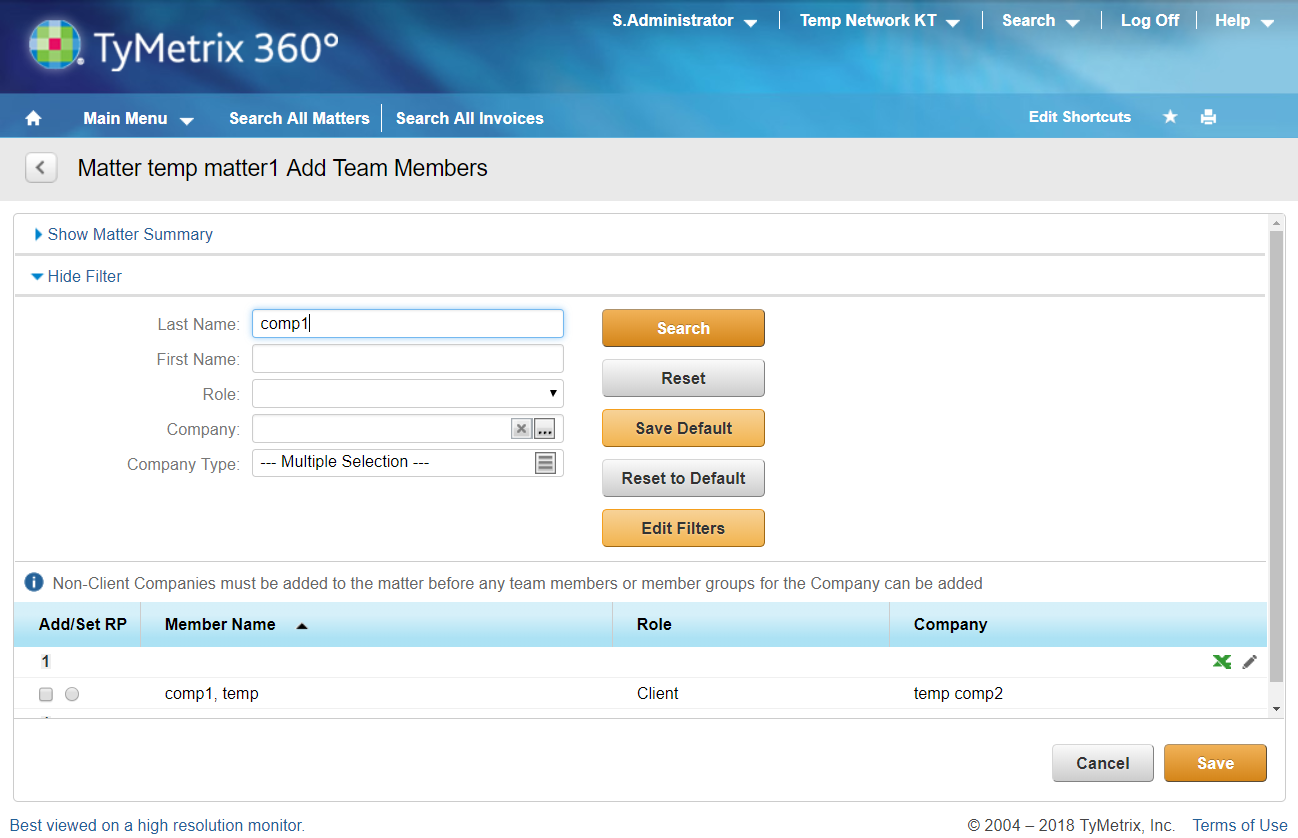 S.Administrator Temp Network KT Search Log Off Help
TyMetrix 360°
Main Menu Search All Matters Search All Invoices Edit Shortcuts
Matter temp matter1 Add Team Members
Show Matter Summary
Hide Filter
Last Name: comp1 Search
First Name:
Reset
Role:
Company: ... Save Default
Company Type: --- Multiple Selection ---
Reset to Default
Edit Filters
Non-Client Companies must be added to the matter before any team members or member groups for the Company can be added
Add/Set RP Member Name Role Company
1
comp1, temp Client temp comp2
Cancel Save
Best viewed on a high resolution monitor. © 2004 – 2018 TyMetrix, Inc. Terms of Use